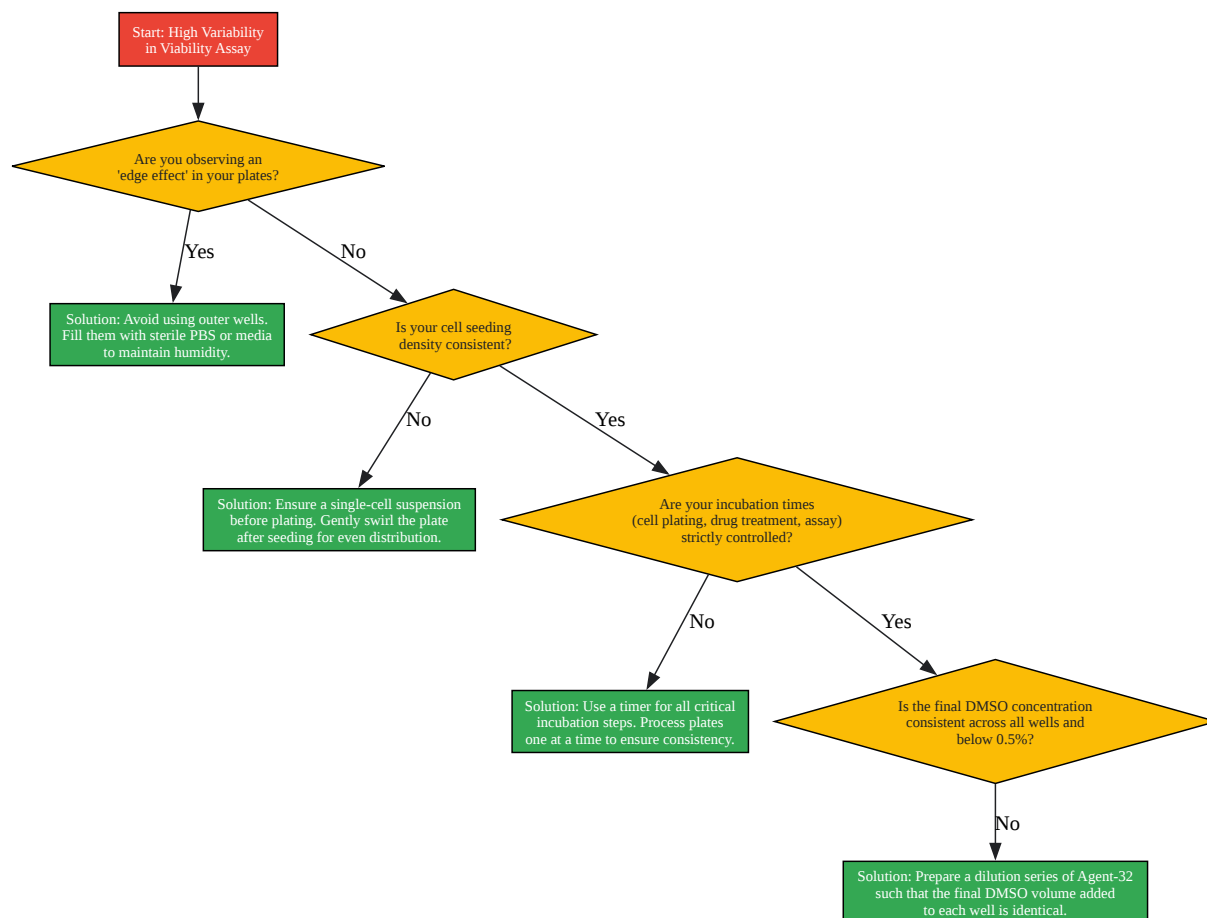 Start: High Variability
in Viability Assay
Are you observing an
'edge effect' in your plates?
Yes
No
Solution: Avoid using outer wells.
Fill them with sterile PBS or media
to maintain humidity.
Is your cell seeding
density consistent?
No
Yes
Solution: Ensure a single-cell suspension
before plating. Gently swirl the plate
after seeding for even distribution.
Are your incubation times
(cell plating, drug treatment, assay)
strictly controlled?
No
Yes
Solution: Use a timer for all critical
incubation steps. Process plates
one at a time to ensure consistency.
Is the final DMSO concentration
consistent across all wells and
below 0.5%?
No
Solution: Prepare a dilution series of Agent-32
such that the final DMSO volume added
to each well is identical.